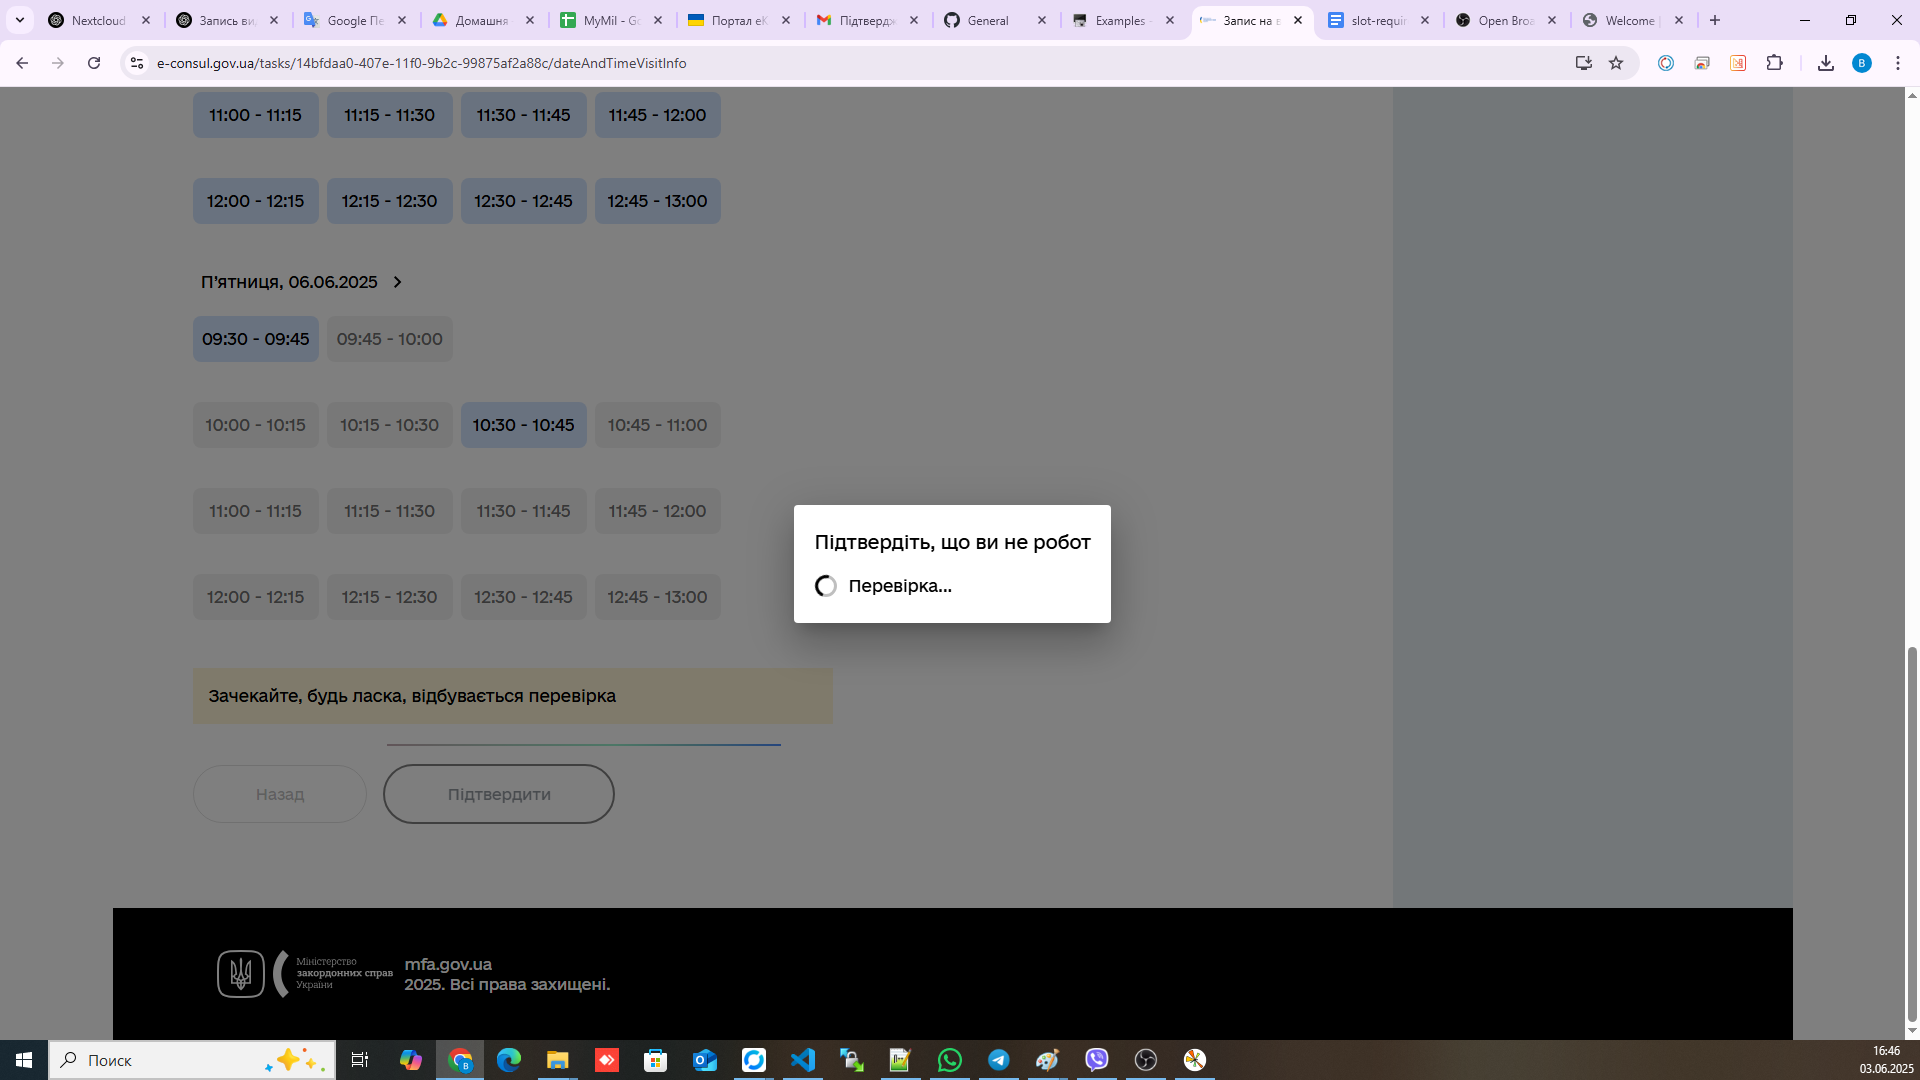 Nextcloud
Запись ви
Google Пе
Домашня
MyMil - Go
Портал еК
Підтвердж
General
Examples -
Запис на в
slot-requir
Open Broa
Welcome
e-consul.gov.ua/tasks/14bfdaa0-407e-11f0-9b2c-99875af2a88c/dateAndTimeVisitInfo
B
11:00 - 11:15 11:15 - 11:30 11:30 - 11:45 11:45 - 12:00
12:00 - 12:15 12:15 - 12:30 12:30 - 12:45 12:45 - 13:00
П'ятниця, 06.06.2025
09:30 - 09:45 09:45 - 10:00
10:00 - 10:15 10:15 - 10:30 10:30 - 10:45 10:45 - 11:00
11:00 - 11:15 11:15 - 11:30 11:30 - 11:45 11:45 - 12:00
12:00 - 12:15 12:15 - 12:30 12:30 - 12:45 12:45 - 13:00
Підтвердіть, що ви не робот
Перевірка...
Зачекайте, будь ласка, відбувається перевірка
Назад
Підтвердити
Міністерство
закордонних справ
України
mfa.gov.ua
2025. Всі права захищені.
Поиск
16:46
03.06.2025